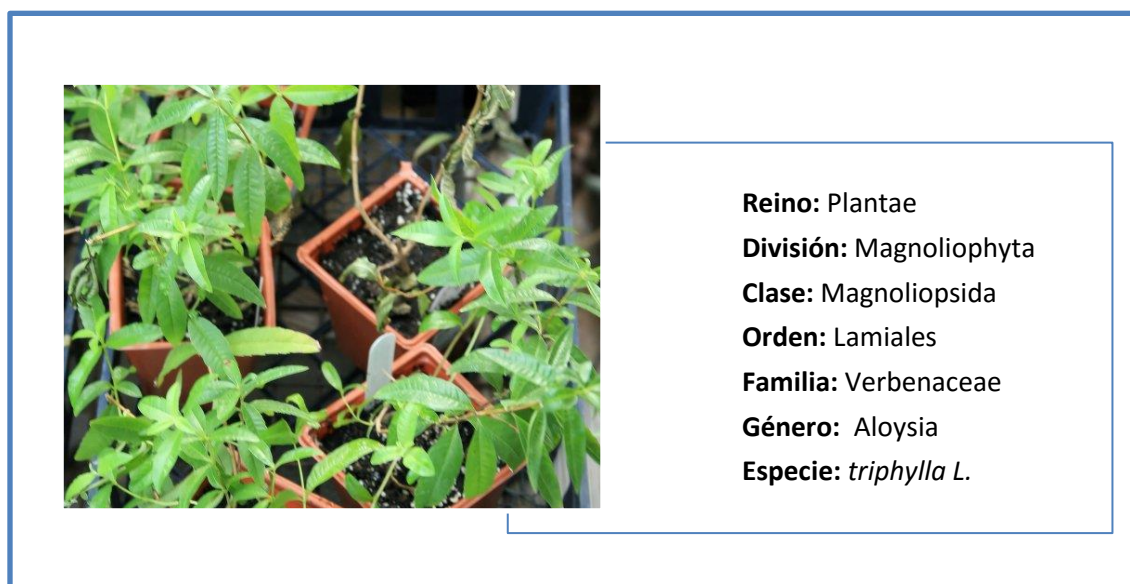 Reino: Plantae
División: Magnoliophyta
Clase: Magnoliopsida
Orden: Lamiales
Familia: Verbenaceae
Género: Aloysia
Especie: triphylla L.